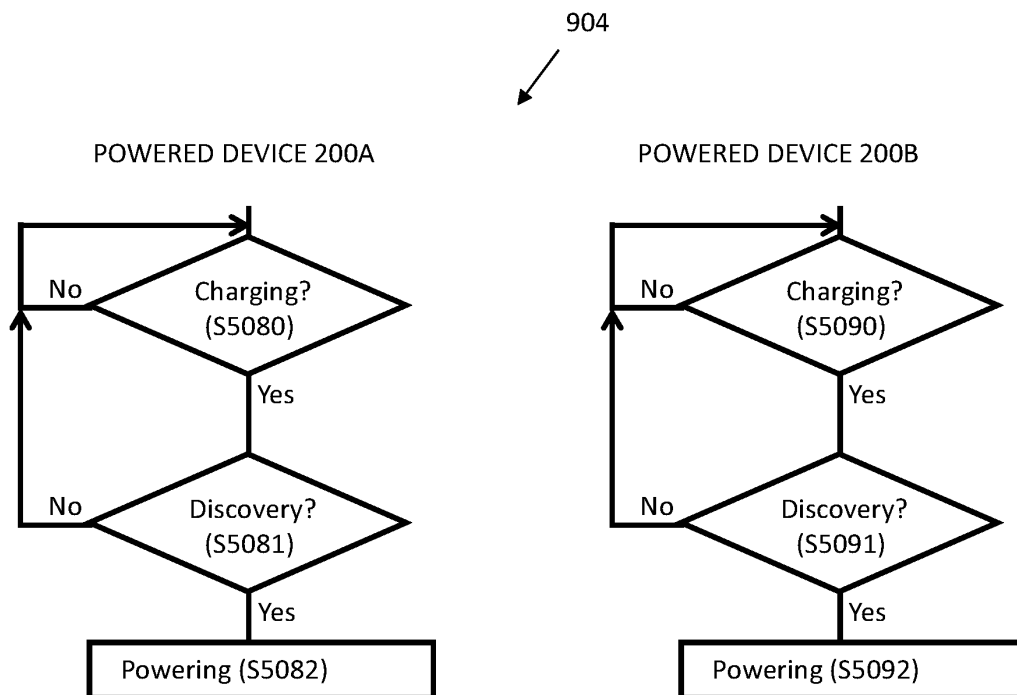 904
POWERED DEVICE 200A
No
Charging?
(S5080)
Yes
No
Discovery?
(S5081)
Yes
Powering (S5082)
POWERED DEVICE 200B
No
Charging?
(S5090)
Yes
No
Discovery?
(S5091)
Yes
Powering (S5092)